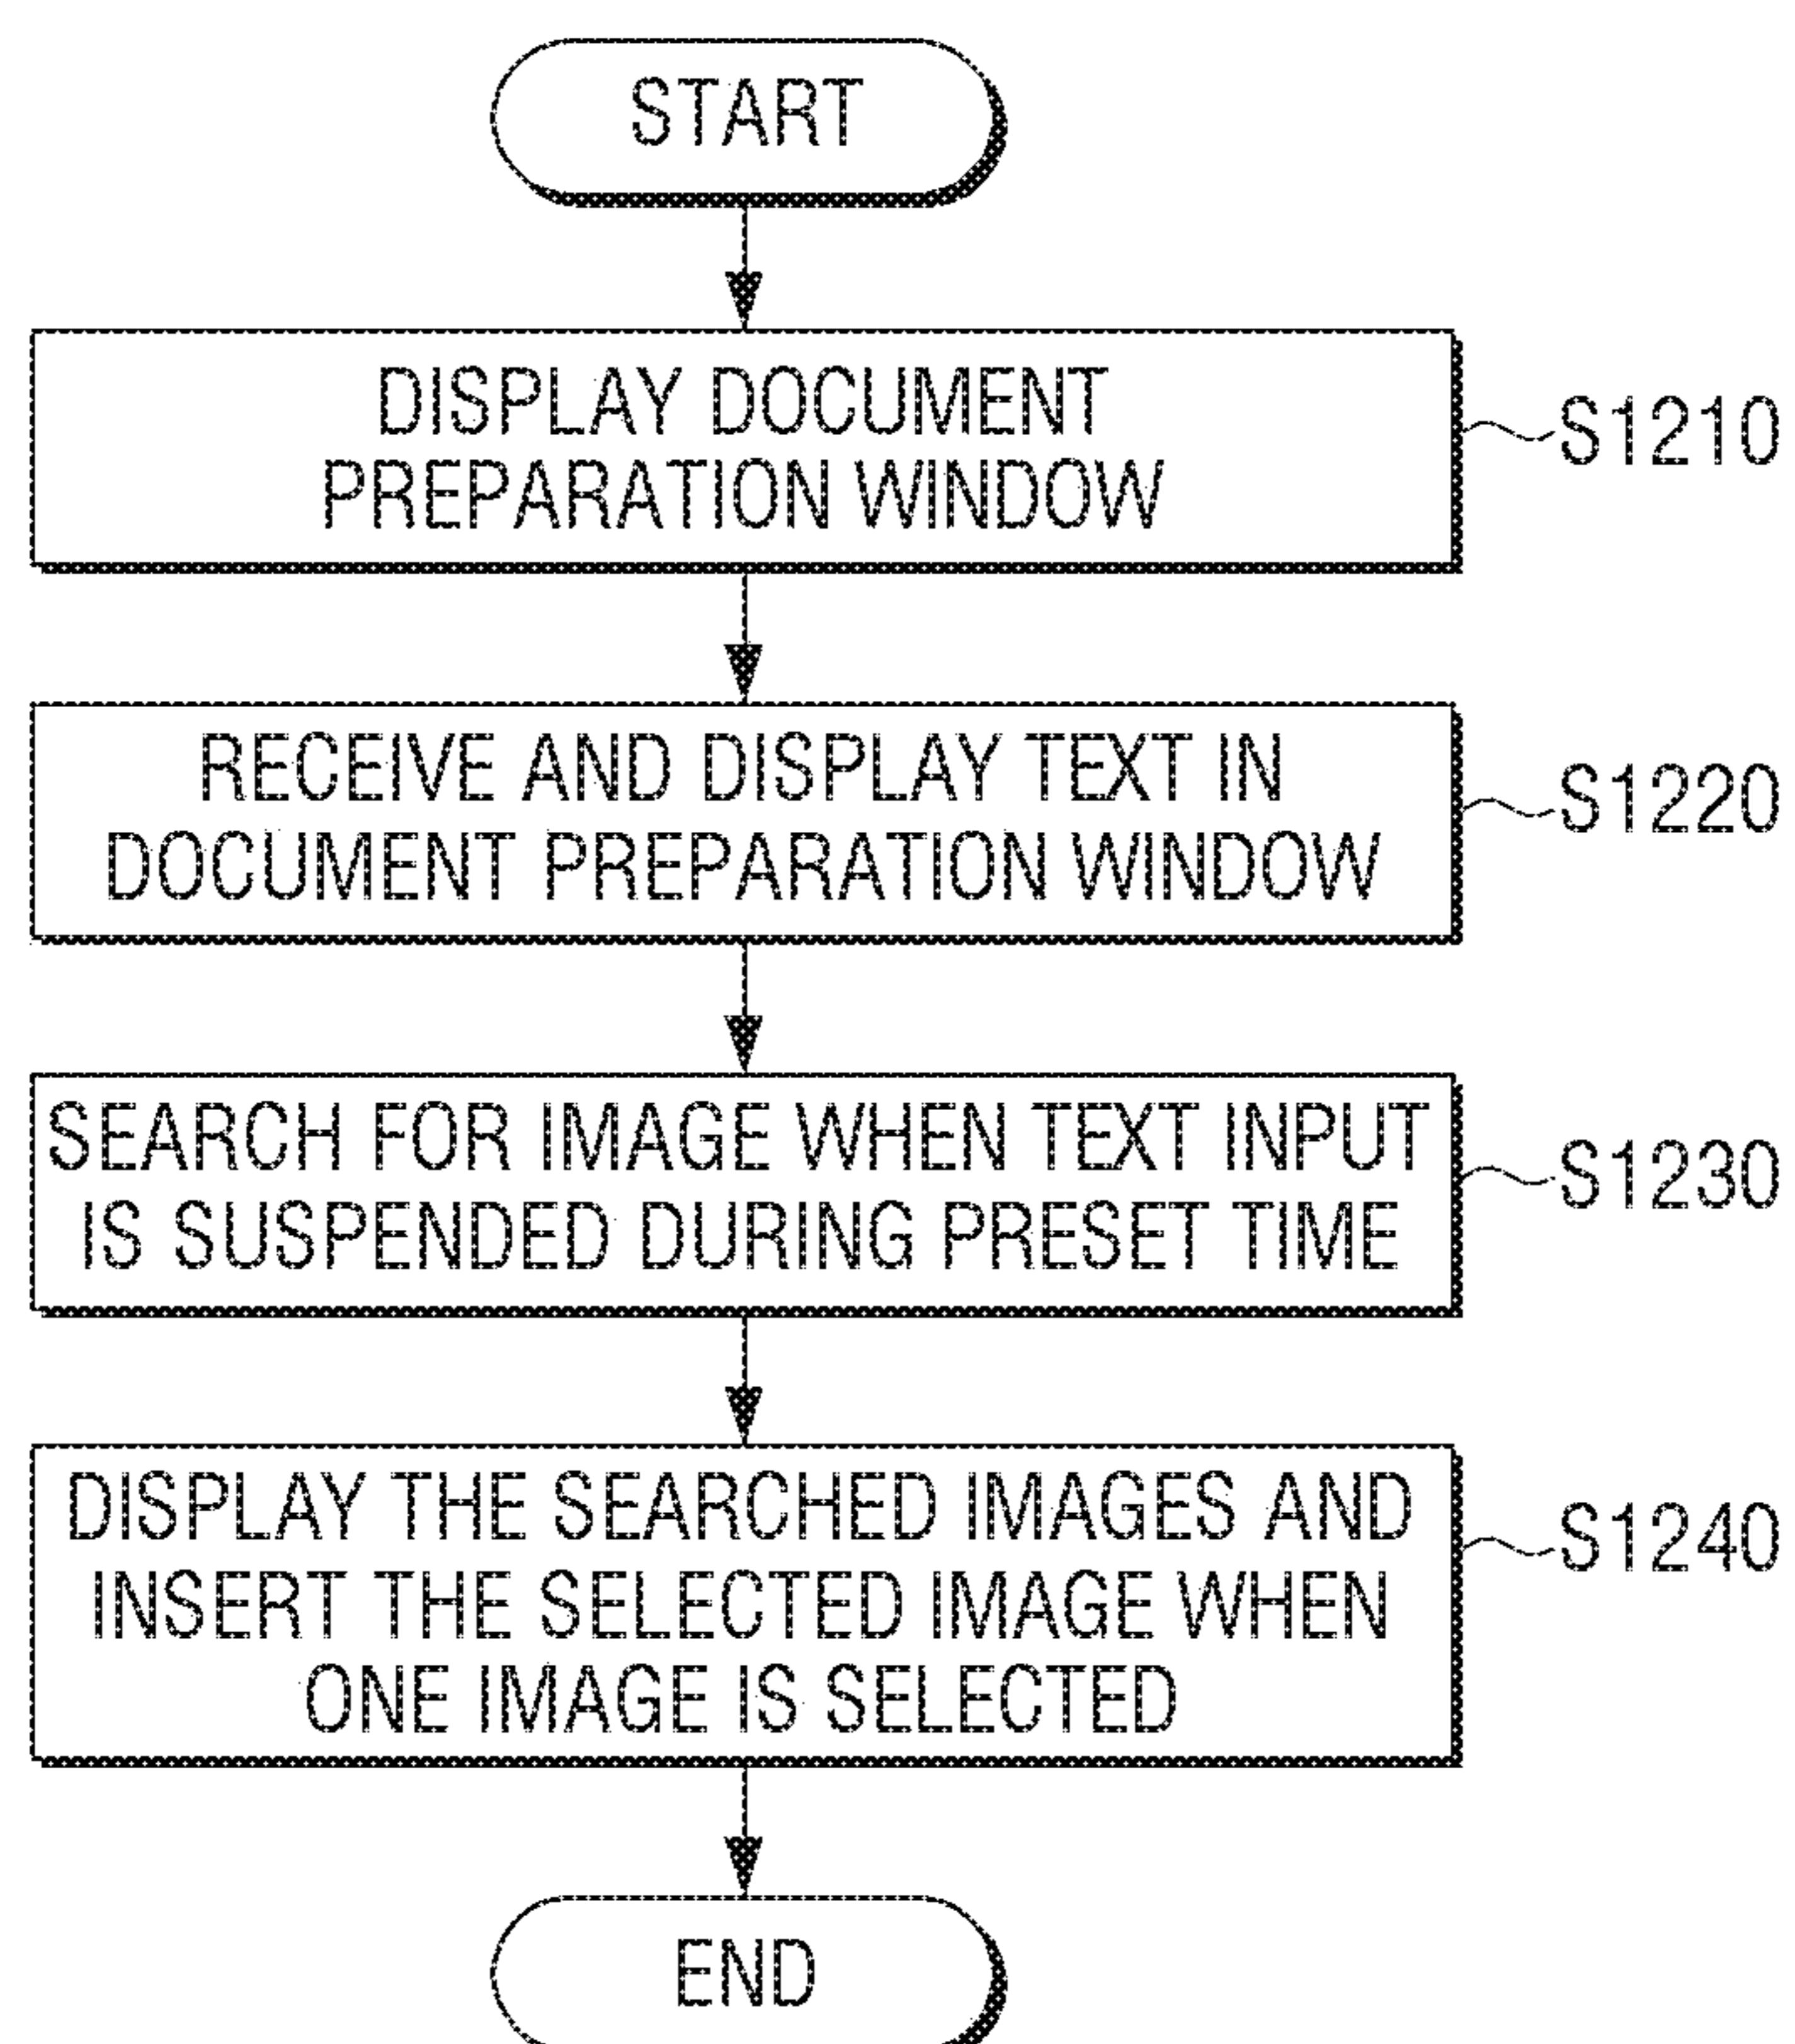 START
DISPLAY DOCUMENT
PREPARATION WINDOW
S1210
RECEIVE AND DISPLAY TEXT IN
DOCUMENT PREPARATION WINDOW
S1220
SEARCH FOR IMAGE WHEN TEXT INPUT
IS SUSPENDED DURING PRESET TIME
S1230
DISPLAY THE SEARCHED IMAGES AND
INSERT THE SELECTED IMAGE WHEN
ONE IMAGE IS SELECTED
S1240
END